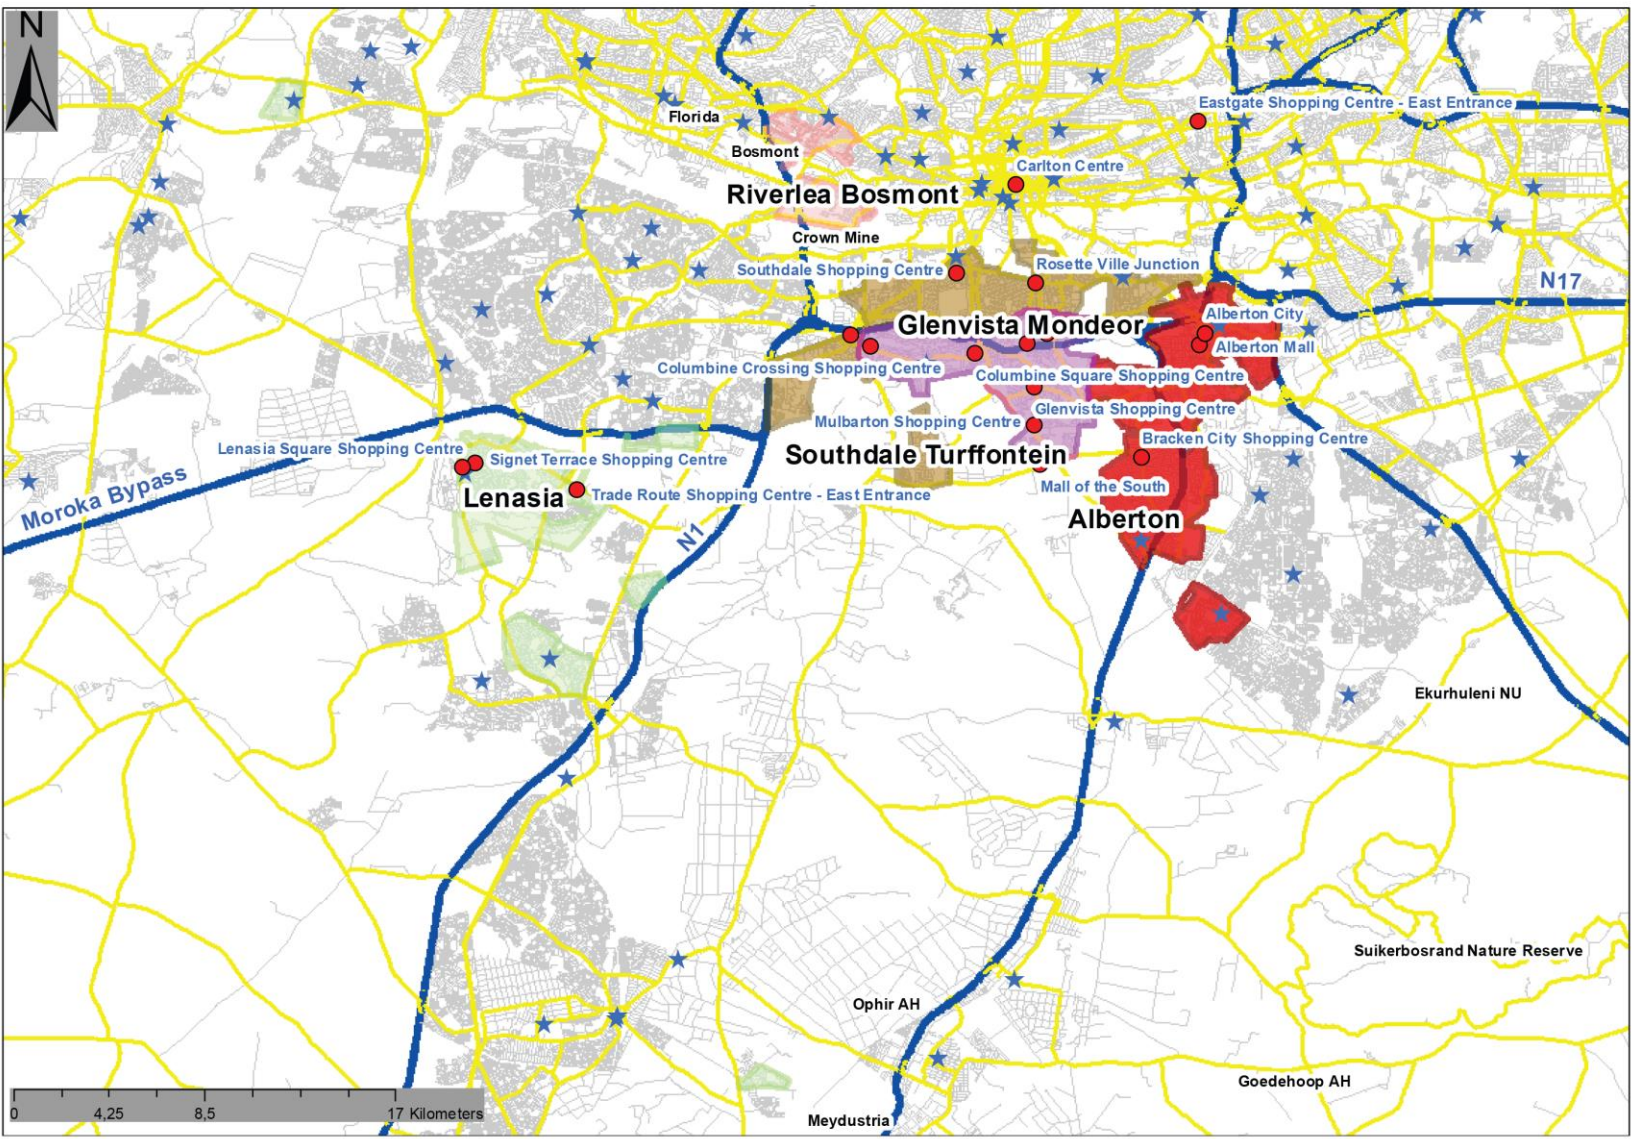 N
Eastgate Shopping Centre - East Entrance
Florida
Bosmont
Carlton Centre
Riverlea Bosmont
Crown Mine
Southdale Shopping Centre
Rosette Ville Junction
N17
Alberton City
Glenvista Mondeor
Alberton Mall
Columbine Crossing Shopping Centre
Columbine Square Shopping Centre
Glenvista Shopping Centre
Mulbarton Shopping Centre
Bracken City Shopping Centre
Lenasia Square Shopping Centre
Signet Terrace Shopping Centre
Southdale Turffontein
Moroka Bypass
Lenasia
Trade Route Shopping Centre - East Entrance
Mall of the South
Alberton
N1
Ekurhuleni NU
Suikerbosrand Nature Reserve
Ophir AH
Goedehoop AH
0 4,25 8,5 17 Kilometers
Meydustria